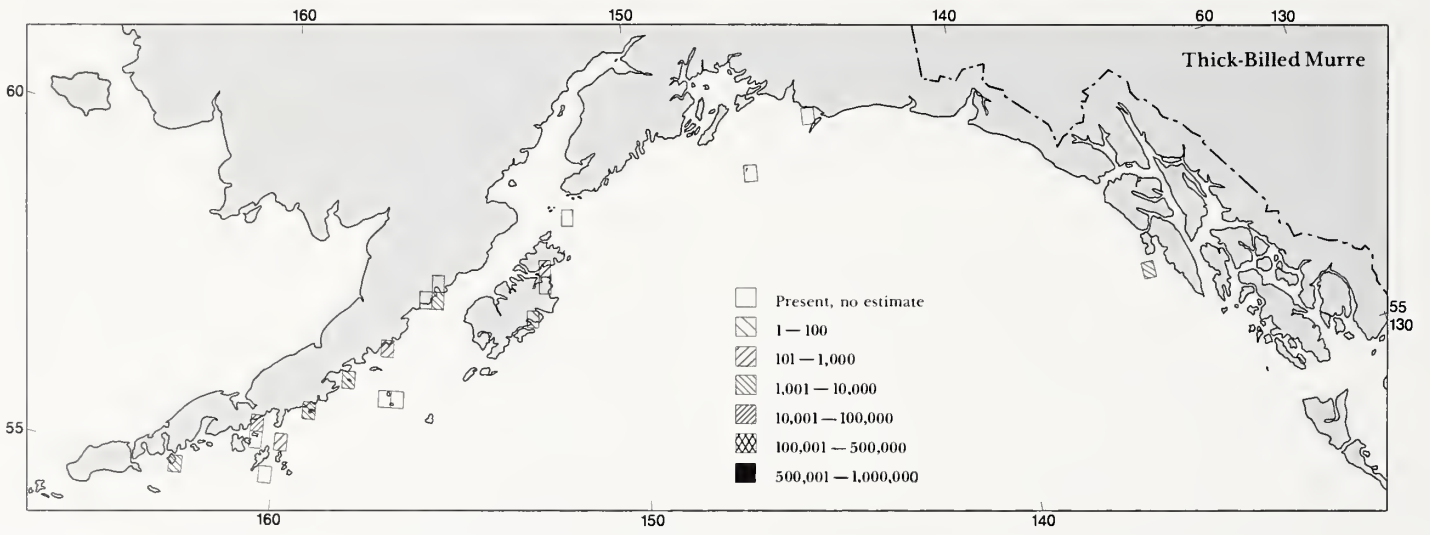 160 150 140 60 130
Thick-Billed Murre
60
Present, no estimate
55
130
1 — 100
101 — 1,000
1,001 — 10,000
10,001 — 100,000
55
100,001 — 500,000
500,001 — 1,000,000
160 150 140